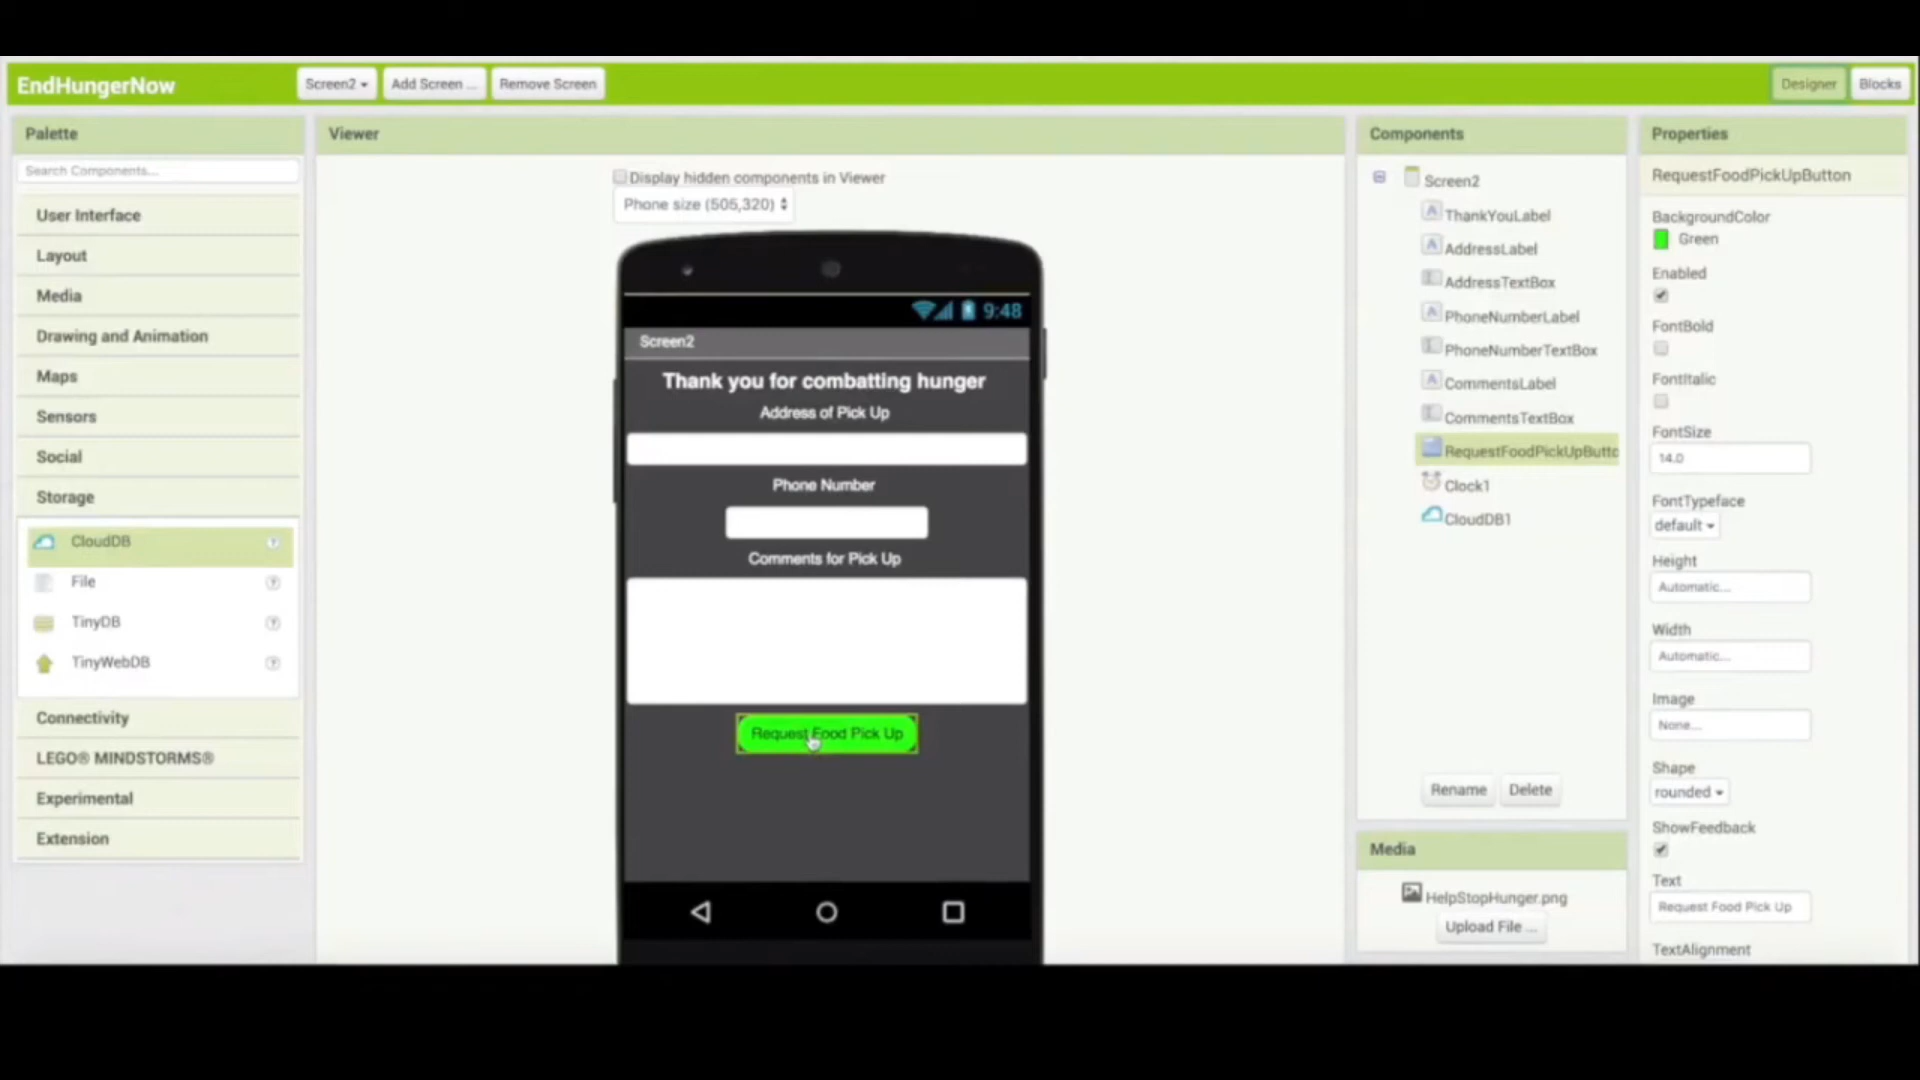 EndHungerNow
Screen2
Add Screen ...
Remove Screen
Designer
Blocks
Palette
Search Components...
User Interface
Layout
Media
Drawing and Animation
Maps
Sensors
Social
Storage
CloudDB
File
TinyDB
TinyWebDB
Connectivity
LEGO® MINDSTORMS®
Experimental
Extension
Viewer
Display hidden components in Viewer
Phone size (505,320)
9:48
Screen2
Thank you for combatting hunger
Address of Pick Up
Phone Number
Comments for Pick Up
Request Food Pick Up
Components
Screen2
ThankYouLabel
AddressLabel
AddressTextBox
PhoneNumberLabel
PhoneNumberTextBox
CommentsLabel
CommentsTextBox
RequestFoodPickUpButto
Clock1
CloudDB1
Rename
Delete
Media
HelpStopHunger.png
Upload File ...
Properties
RequestFoodPickUpButton
BackgroundColor
Green
Enabled
FontBold
FontItalic
FontSize
14.0
FontTypeface
default
Height
Automatic...
Width
Automatic...
Image
None...
Shape
rounded
ShowFeedback
Text
Request Food Pick Up
TextAlignment